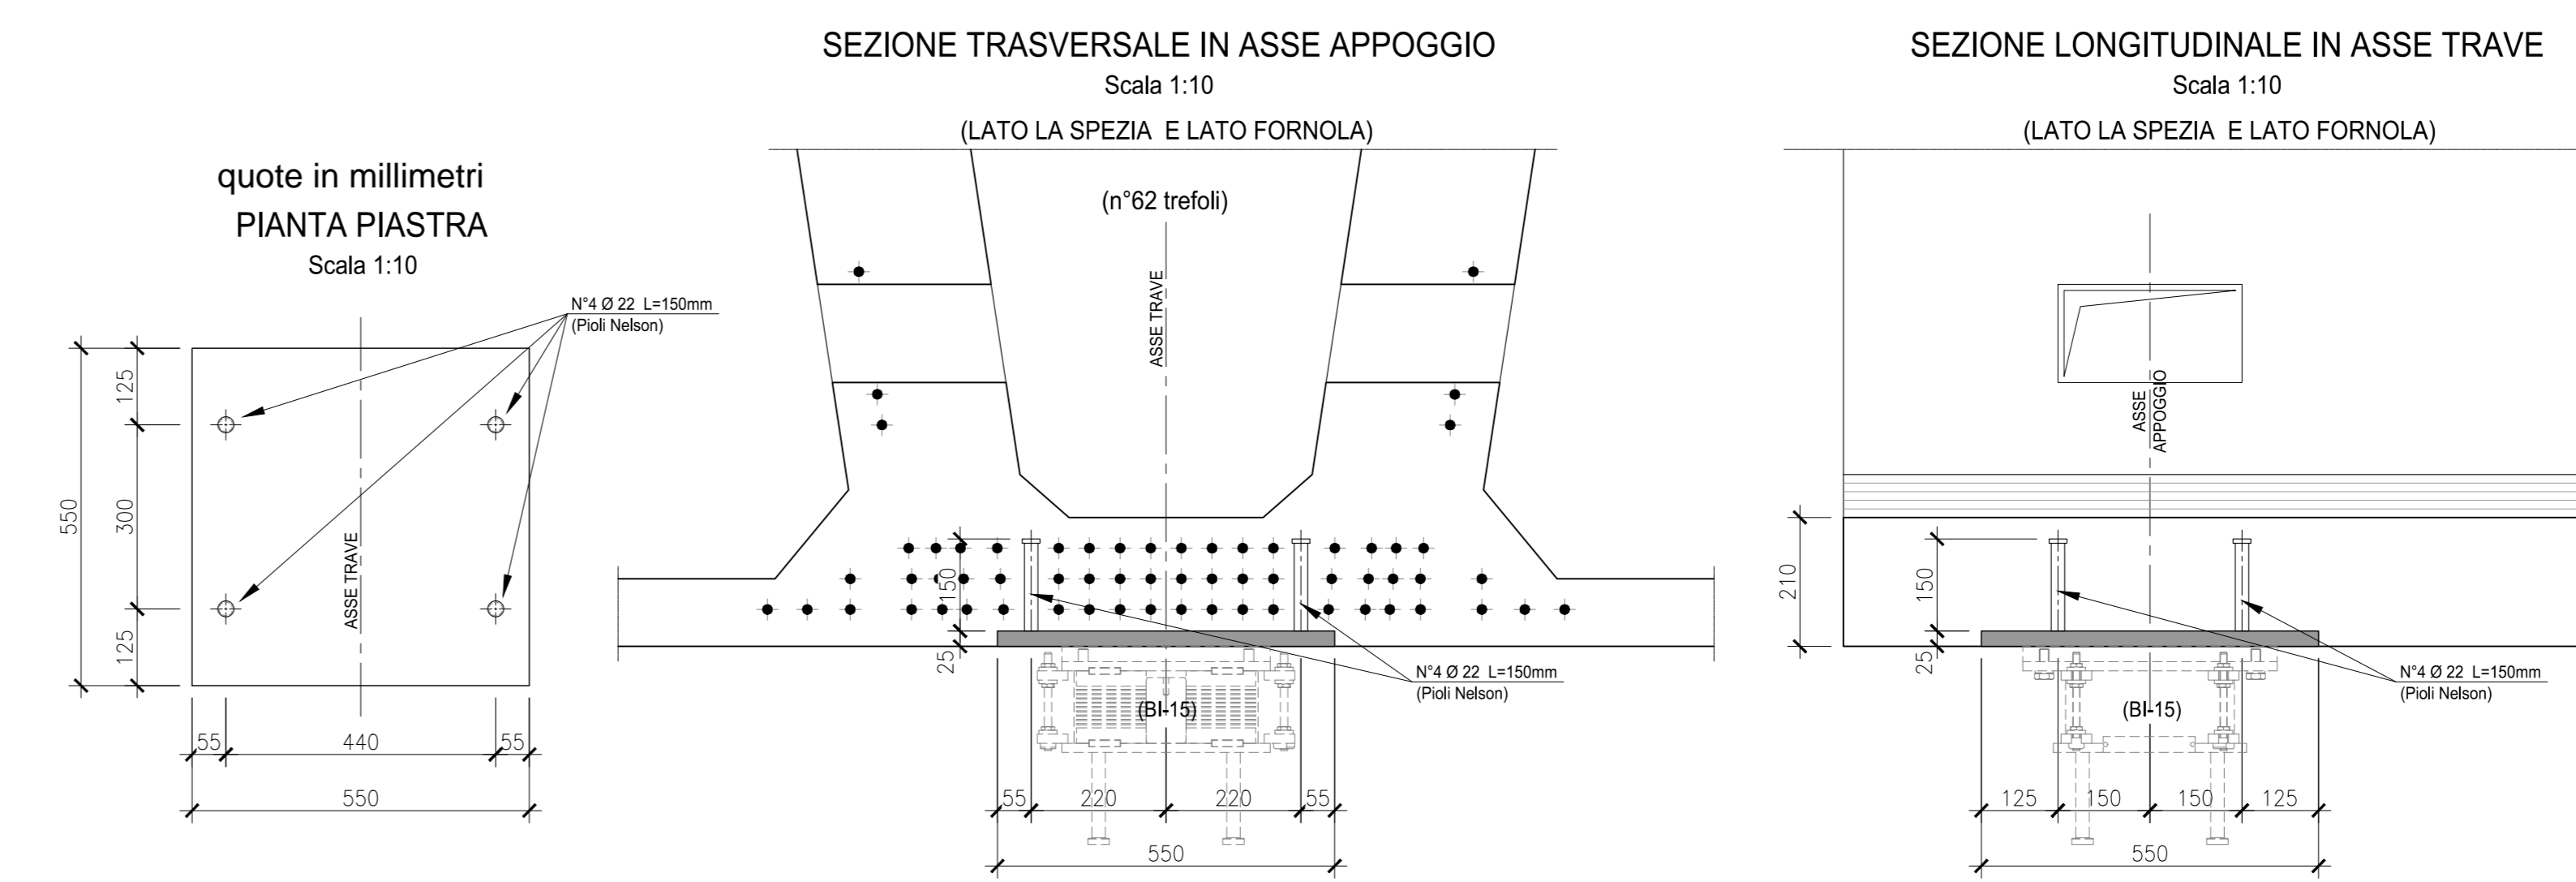 quote in millimetri
PIANTA PIASTRA
Scala 1:10
N°4 Ø 22 L=150mm
(Pioli Nelson)
ASSE TRAVE
550
125
300
125
55
440
55
550
SEZIONE TRASVERSALE IN ASSE APPOGGIO
Scala 1:10
(LATO LA SPEZIA E LATO FORNOLA)
(n°62 trefoli)
ASSE TRAVE
150
25
N°4 Ø 22 L=150mm
(Pioli Nelson)
(BI-15)
55
220
220
55
550
SEZIONE LONGITUDINALE IN ASSE TRAVE
Scala 1:10
(LATO LA SPEZIA E LATO FORNOLA)
ASSE
APPOGGIO
210
150
25
N°4 Ø 22 L=150mm
(Pioli Nelson)
(BI-15)
125
150
150
125
550